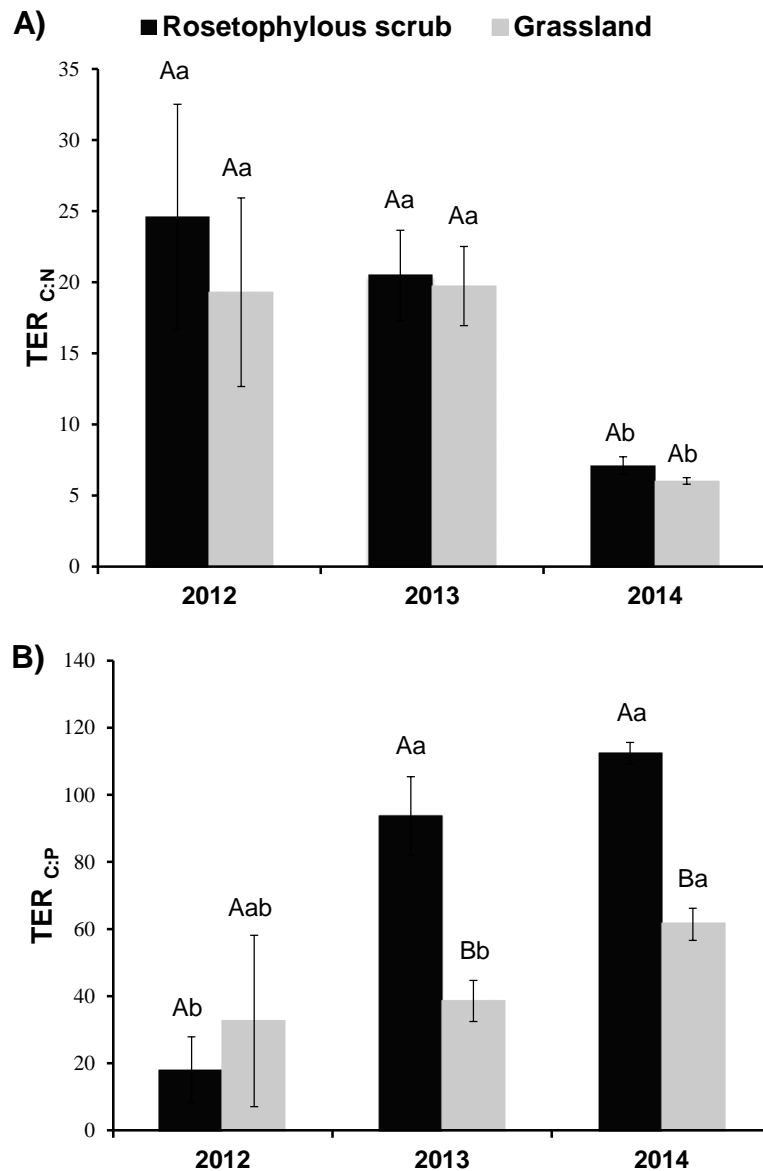 A) Rosetophylous scrub Grassland
35
30
25
20
15
10
5
0
TER C:N
Aa
Aa
Aa
Aa
Ab
Ab
2012 2013 2014
B)
140
120
100
80
60
40
20
0
TER C:P
Ab
Aab
Aa
Bb
Aa
Ba
2012 2013 2014